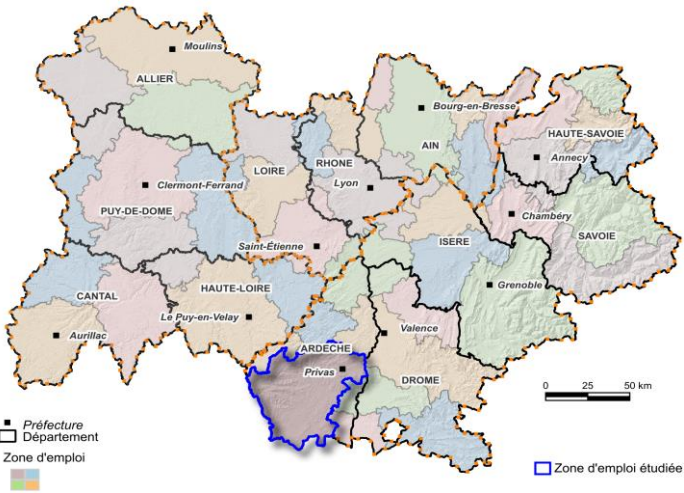 Moulins
ALLIER
Bourg-en-Bresse
HAUTE-SAVOIE
AIN
Annecy
LOIRE
RHONE
Clermont-Ferrand
Lyon
PUY-DE-DOME
Chambéry
SAVOIE
Saint-Étienne
ISERE
Grenoble
HAUTE-LOIRE
CANTAL
Le Puy-en-Velay
Valence
Aurillac
ARDECHE
Privas
DROME
0 25 50 km
Préfecture
Département
Zone d'emploi
Zone d'emploi étudiée